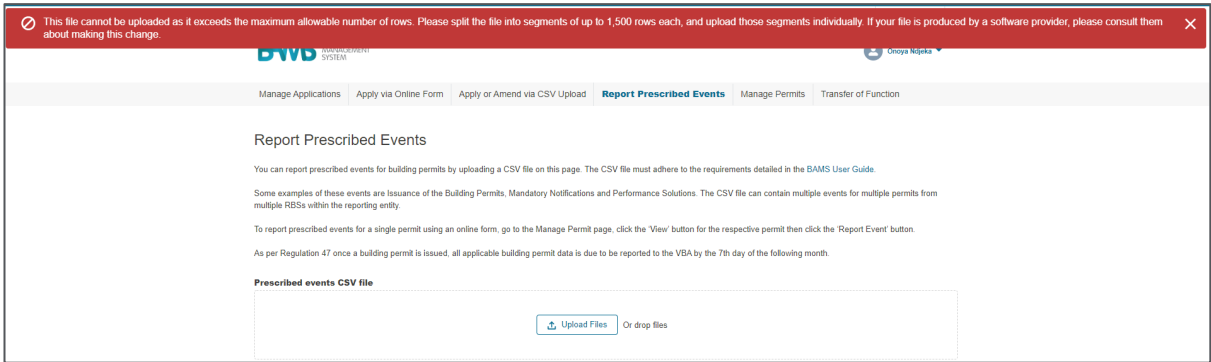 This file cannot be uploaded as it exceeds the maximum allowable number of rows. Please split the file into segments of up to 1,500 rows each, and upload those segments individually. If your file is produced by a software provider, please consult them
about making this change.
BAMS MANAGEMENT
SYSTEM
Onoya Ndjeka
Manage Applications Apply via Online Form Apply or Amend via CSV Upload Report Prescribed Events Manage Permits Transfer of Function
Report Prescribed Events
You can report prescribed events for building permits by uploading a CSV file on this page. The CSV file must adhere to the requirements detailed in the BAMS User Guide.
Some examples of these events are Issuance of the Building Permits, Mandatory Notifications and Performance Solutions. The CSV file can contain multiple events for multiple permits from
multiple RBSs within the reporting entity.
To report prescribed events for a single permit using an online form, go to the Manage Permit page, click the 'View' button for the respective permit then click the 'Report Event' button.
As per Regulation 47 once a building permit is issued, all applicable building permit data is due to be reported to the VBA by the 7th day of the following month.
Prescribed events CSV file
Upload Files Or drop files